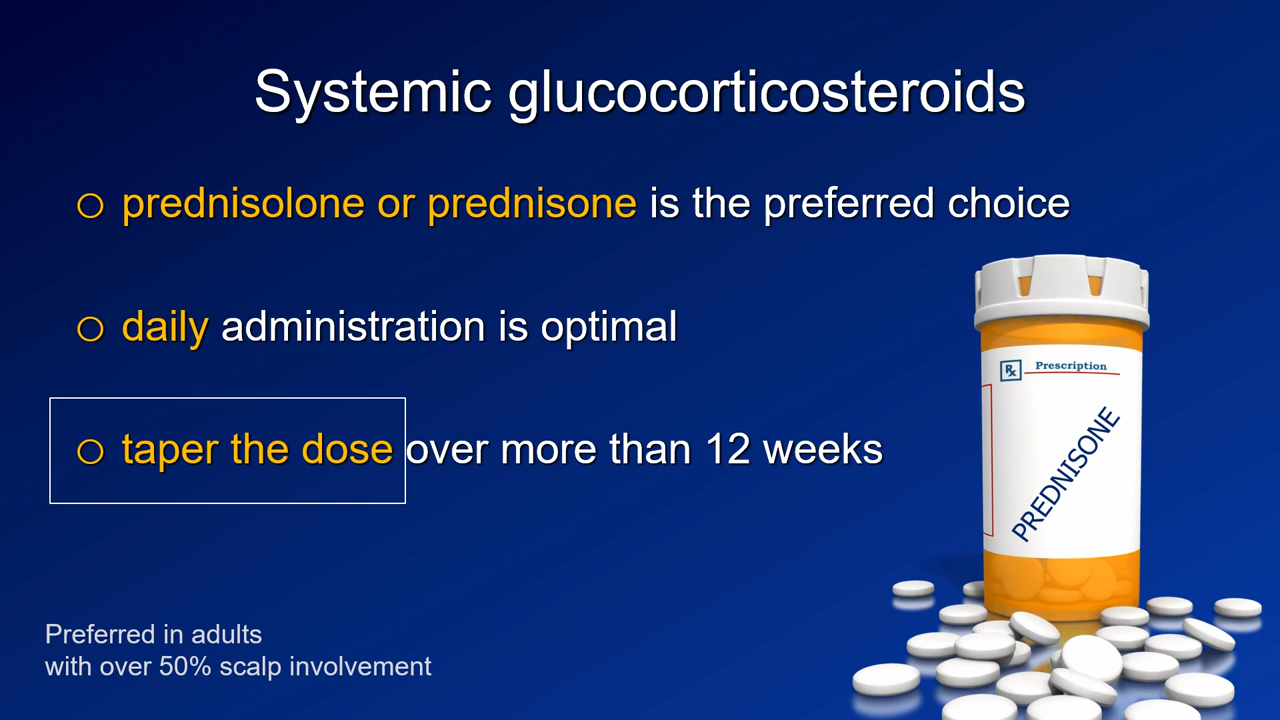 Systemic glucocorticosteroids
prednisolone or prednisone is the preferred choice
daily administration is optimal
taper the dose over more than 12 weeks
Rx Prescription
PREDNISONE
Preferred in adults
with over 50% scalp involvement